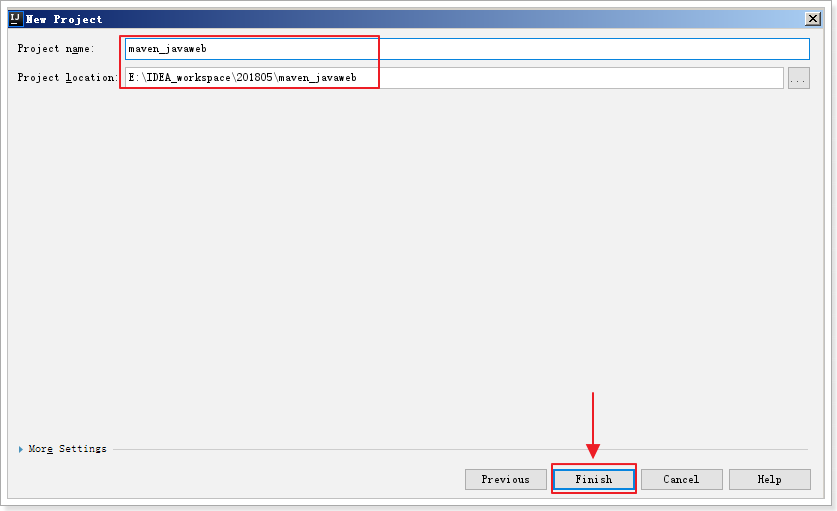 IJ New Project
Project name: maven_javaweb
Project location: E:\IDEA_workspace\201805\maven_javaweb ...
More Settings
Previous Finish Cancel Help